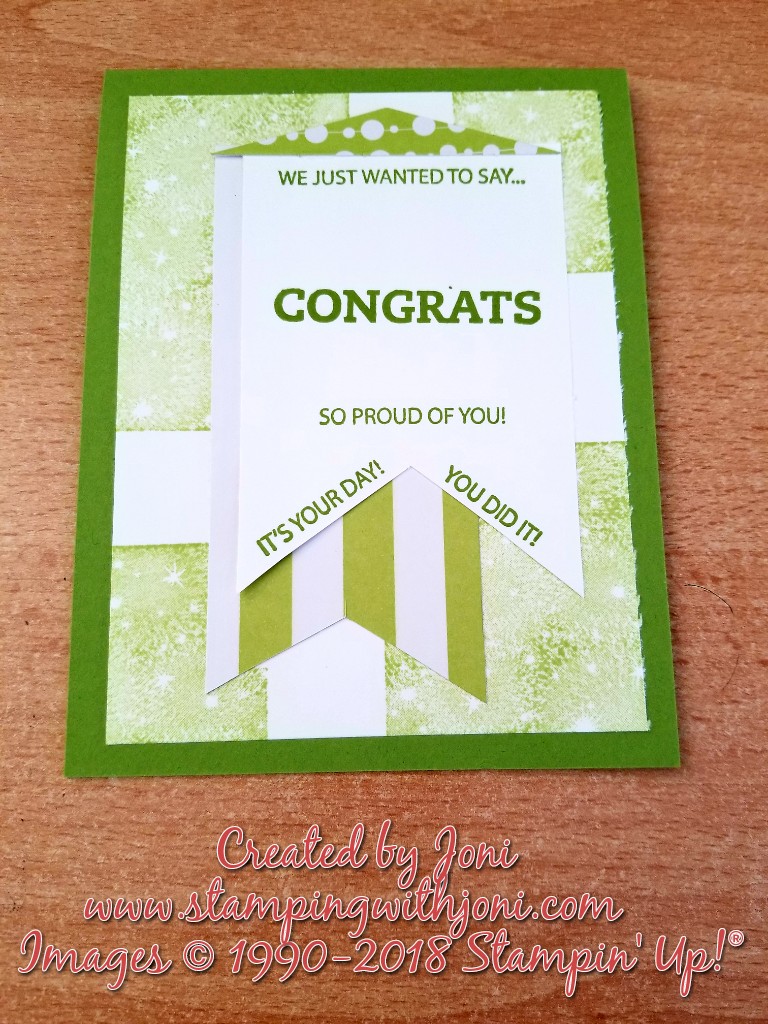 WE JUST WANTED TO SAY...
CONGRATS
SO PROUD OF YOU!
IT'S YOUR DAY!
YOU DID IT!
Created by Joni
www.stampingwithjoni.com
Images © 1990-2018 Stampin' Up!®